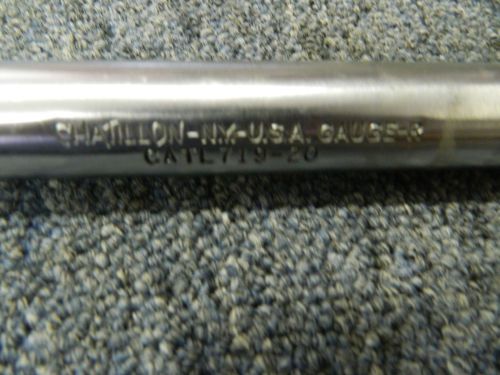 CHATILLON-N.Y.-U.S.A. GAUGE-R
CAT. 719-20